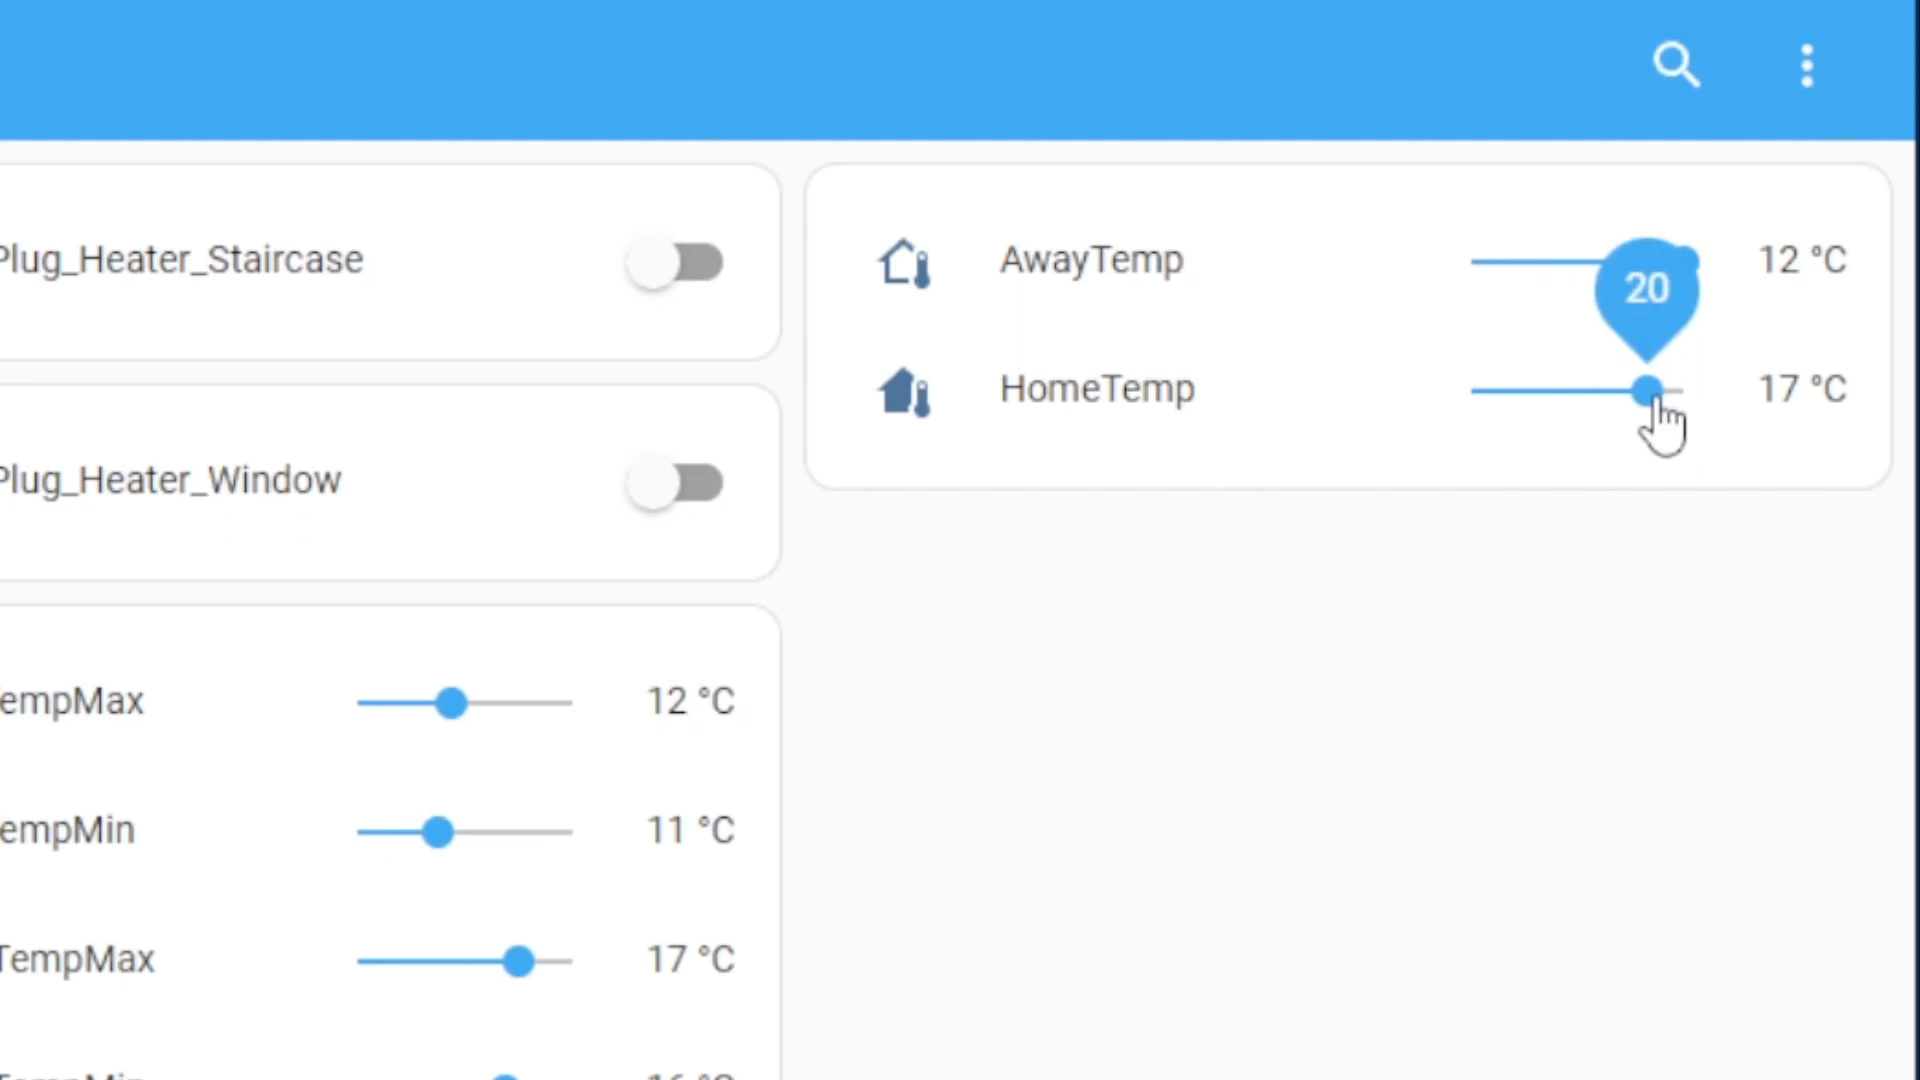 Plug_Heater_Staircase
Plug_Heater_Window
empMax 12 °C
empMin 11 °C
TempMax 17 °C
AwayTemp 12 °C
20
HomeTemp 17 °C